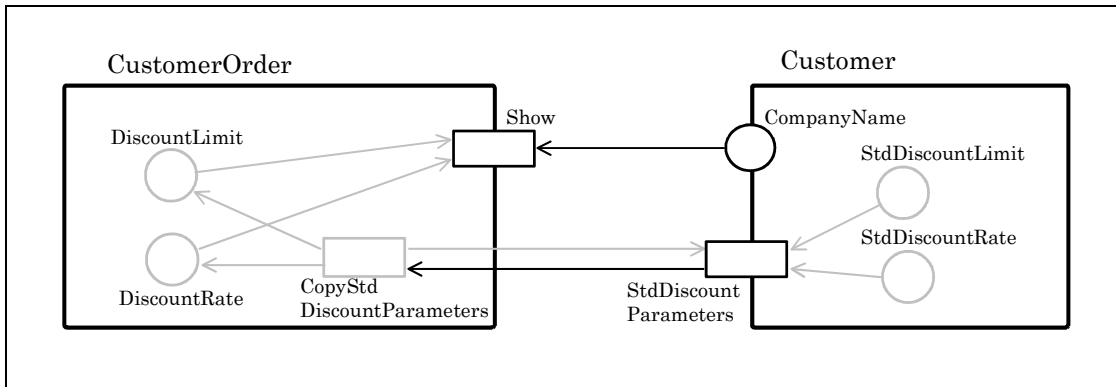 CustomerOrder
Customer
Show
CompanyName
DiscountLimit
StdDiscountLimit
StdDiscountRate
DiscountRate
CopyStd
DiscountParameters
StdDiscount
Parameters